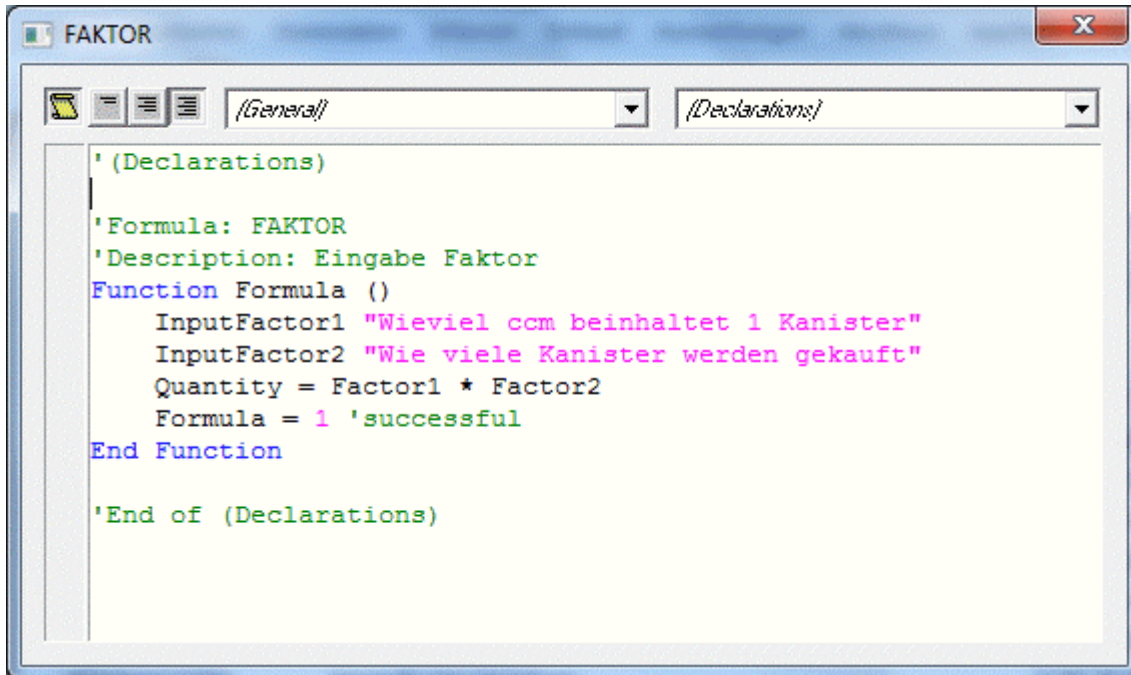 FAKTOR
(General)
(Declarations)
'(Declarations)
'Formula: FAKTOR
'Description: Eingabe Faktor
Function Formula ()
InputFactor1 "Wieviel ccm beinhaltet 1 Kanister"
InputFactor2 "Wie viele Kanister werden gekauft"
Quantity = Factor1 * Factor2
Formula = 1 'successful
End Function
'End of (Declarations)